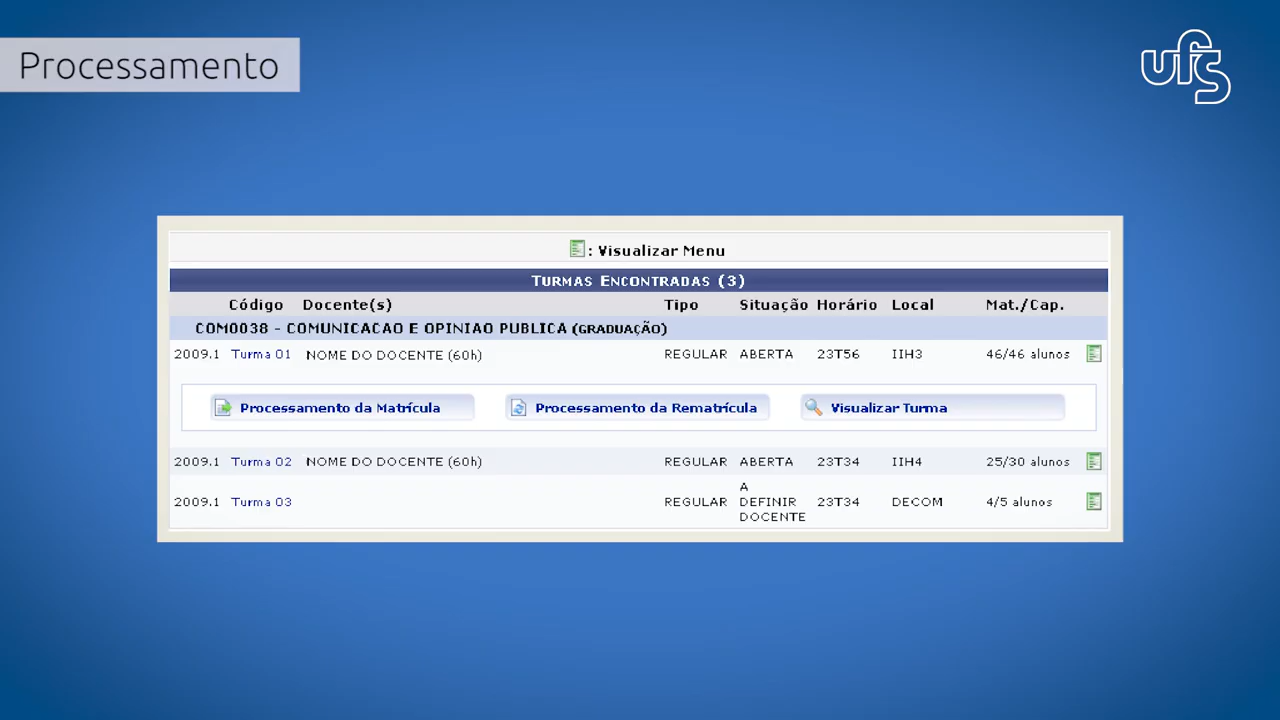 Processamento
ufs
: Visualizar Menu
TURMAS ENCONTRADAS (3)
Código Docente(s) Tipo Situação Horário Local Mat./Cap.
COM0038 - COMUNICACAO E OPINIAO PUBLICA (GRADUAÇÃO)
2009.1 Turma 01 NOME DO DOCENTE (60h) REGULAR ABERTA 23T56 IIH3 46/46 alunos
Processamento da Matrícula Processamento da Rematrícula Visualizar Turma
2009.1 Turma 02 NOME DO DOCENTE (60h) REGULAR ABERTA 23T34 IIH4 25/30 alunos
2009.1 Turma 03 REGULAR A DEFINIR DOCENTE 23T34 DECOM 4/5 alunos